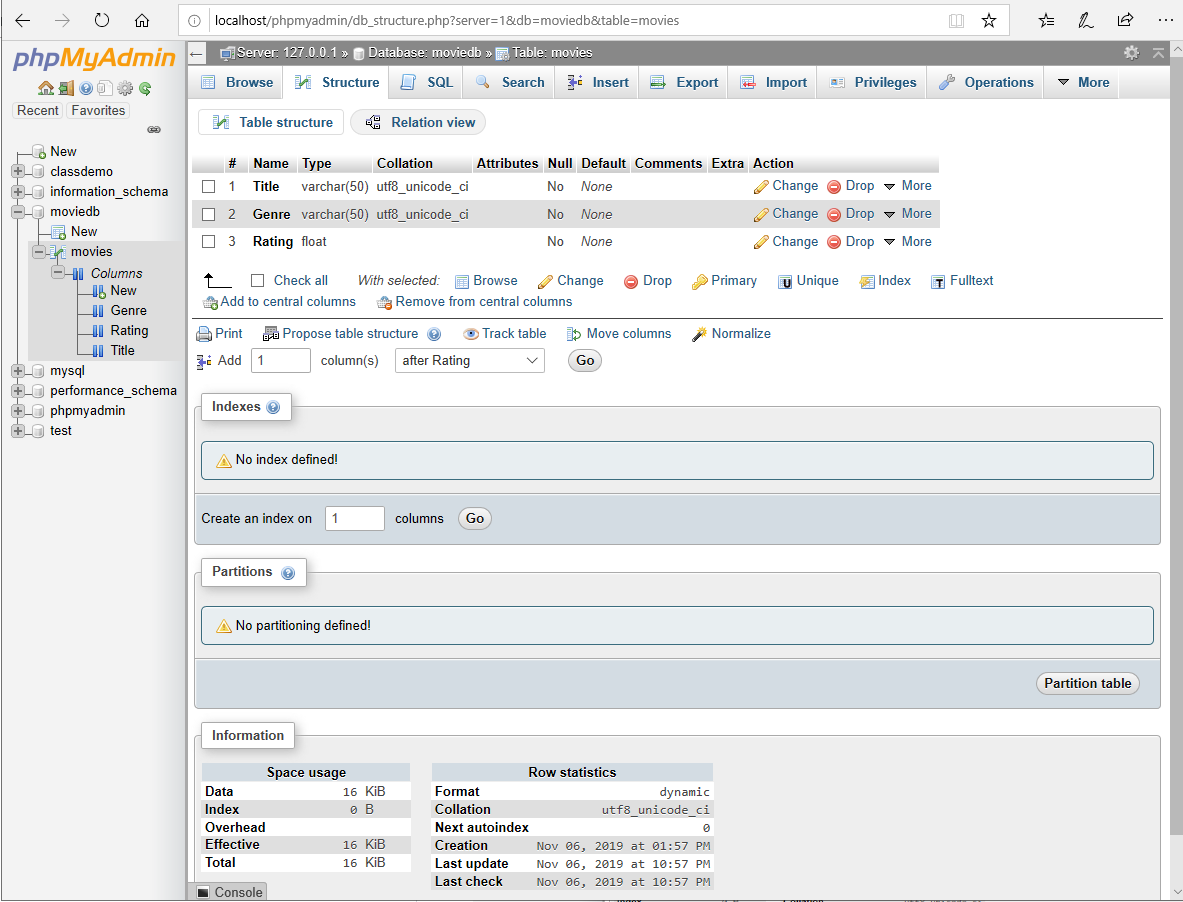 localhost/phpmyadmin/db_structure.php?server=1&db=moviedb&table=movies
phpMyAdmin
Recent Favorites
New
classdemo
information_schema
moviedb
New
movies
Columns
New
Genre
Rating
Title
mysql
performance_schema
phpmyadmin
test
Server: 127.0.0.1 » Database: moviedb » Table: movies
Browse Structure SQL Search Insert Export Import Privileges Operations More
Table structure Relation view
# Name Type Collation Attributes Null Default Comments Extra Action
1 Title varchar(50) utf8_unicode_ci No None Change Drop More
2 Genre varchar(50) utf8_unicode_ci No None Change Drop More
3 Rating float No None Change Drop More
Check all With selected: Browse Change Drop Primary Unique Index Fulltext
Add to central columns Remove from central columns
Print Propose table structure Track table Move columns Normalize
Add 1 column(s) after Rating Go
Indexes
No index defined!
Create an index on 1 columns Go
Partitions
No partitioning defined!
Partition table
Information
Space usage
Data 16 KiB
Index 0 B
Overhead
Effective 16 KiB
Total 16 KiB
Row statistics
Format dynamic
Collation utf8_unicode_ci
Next autoindex 0
Creation Nov 06, 2019 at 01:57 PM
Last update Nov 06, 2019 at 10:57 PM
Last check Nov 06, 2019 at 10:57 PM
Console